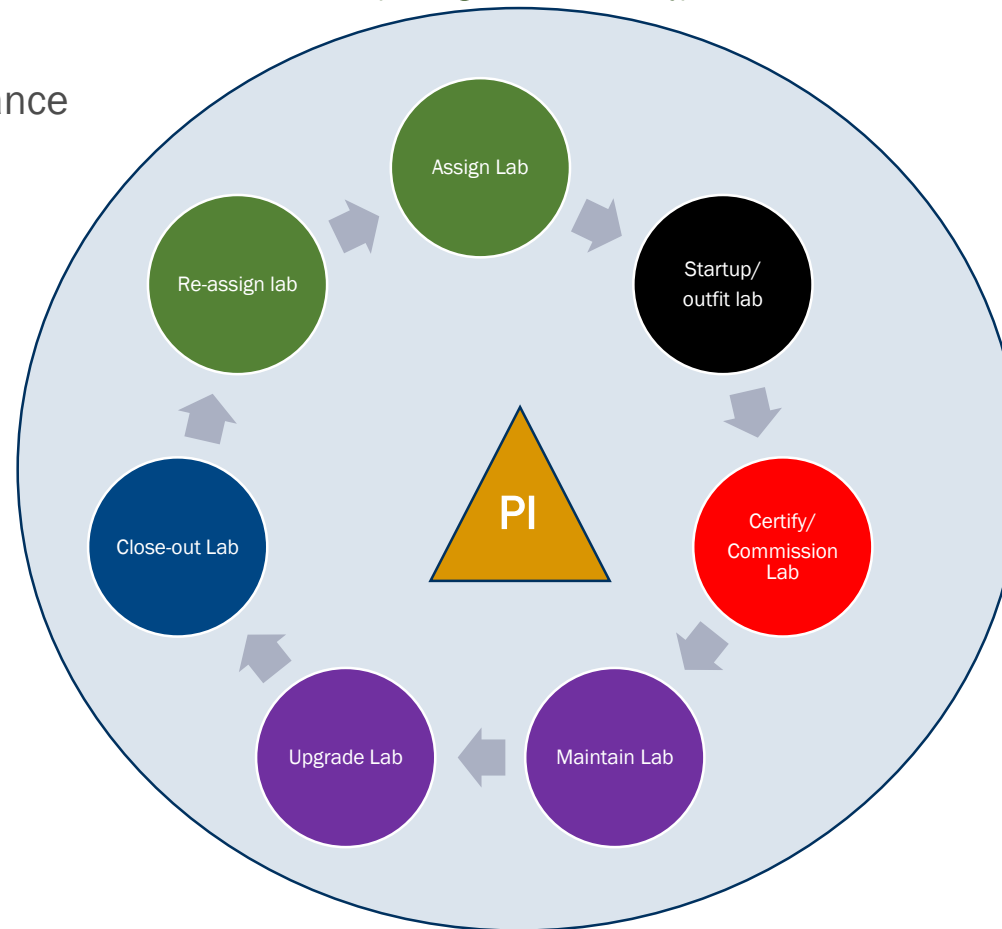 Assign Lab
Startup/
outfit lab
Certify/
Commission
Lab
Maintain Lab
Upgrade Lab
Close-out Lab
Re-assign lab
PI